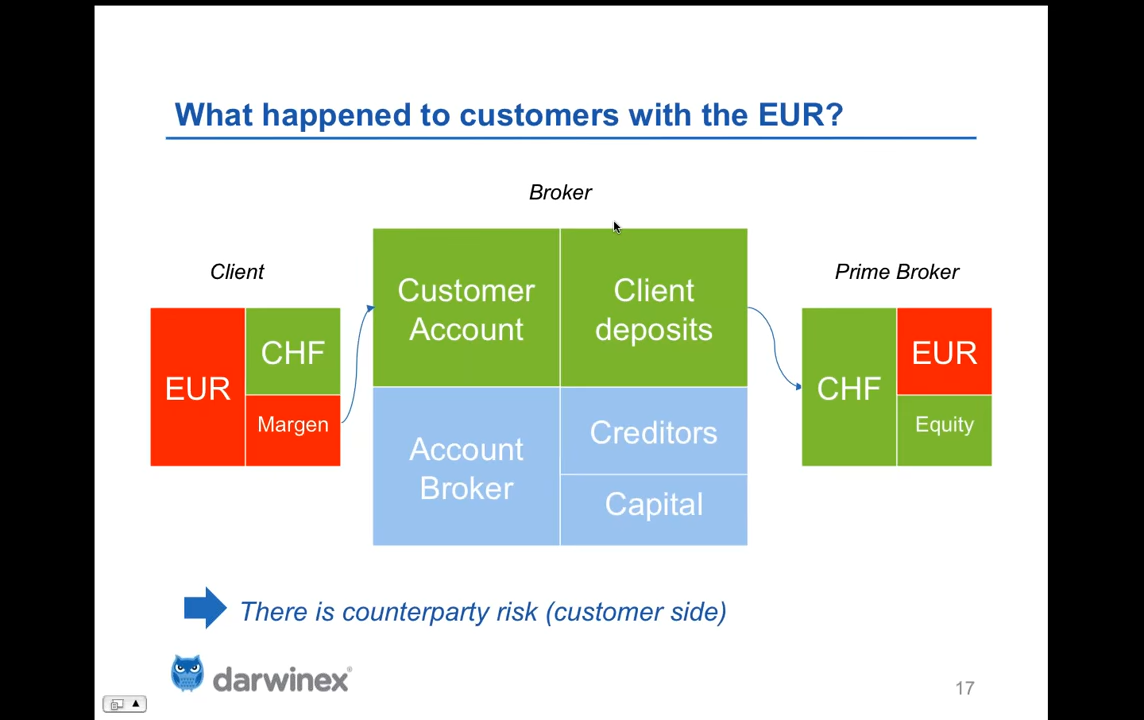 What happened to customers with the EUR?
Broker
Client
Prime Broker
Customer
Account
Client
deposits
EUR
CHF
Margen
CHF
EUR
Equity
Account
Broker
Creditors
Capital
There is counterparty risk (customer side)
darwinex®
17